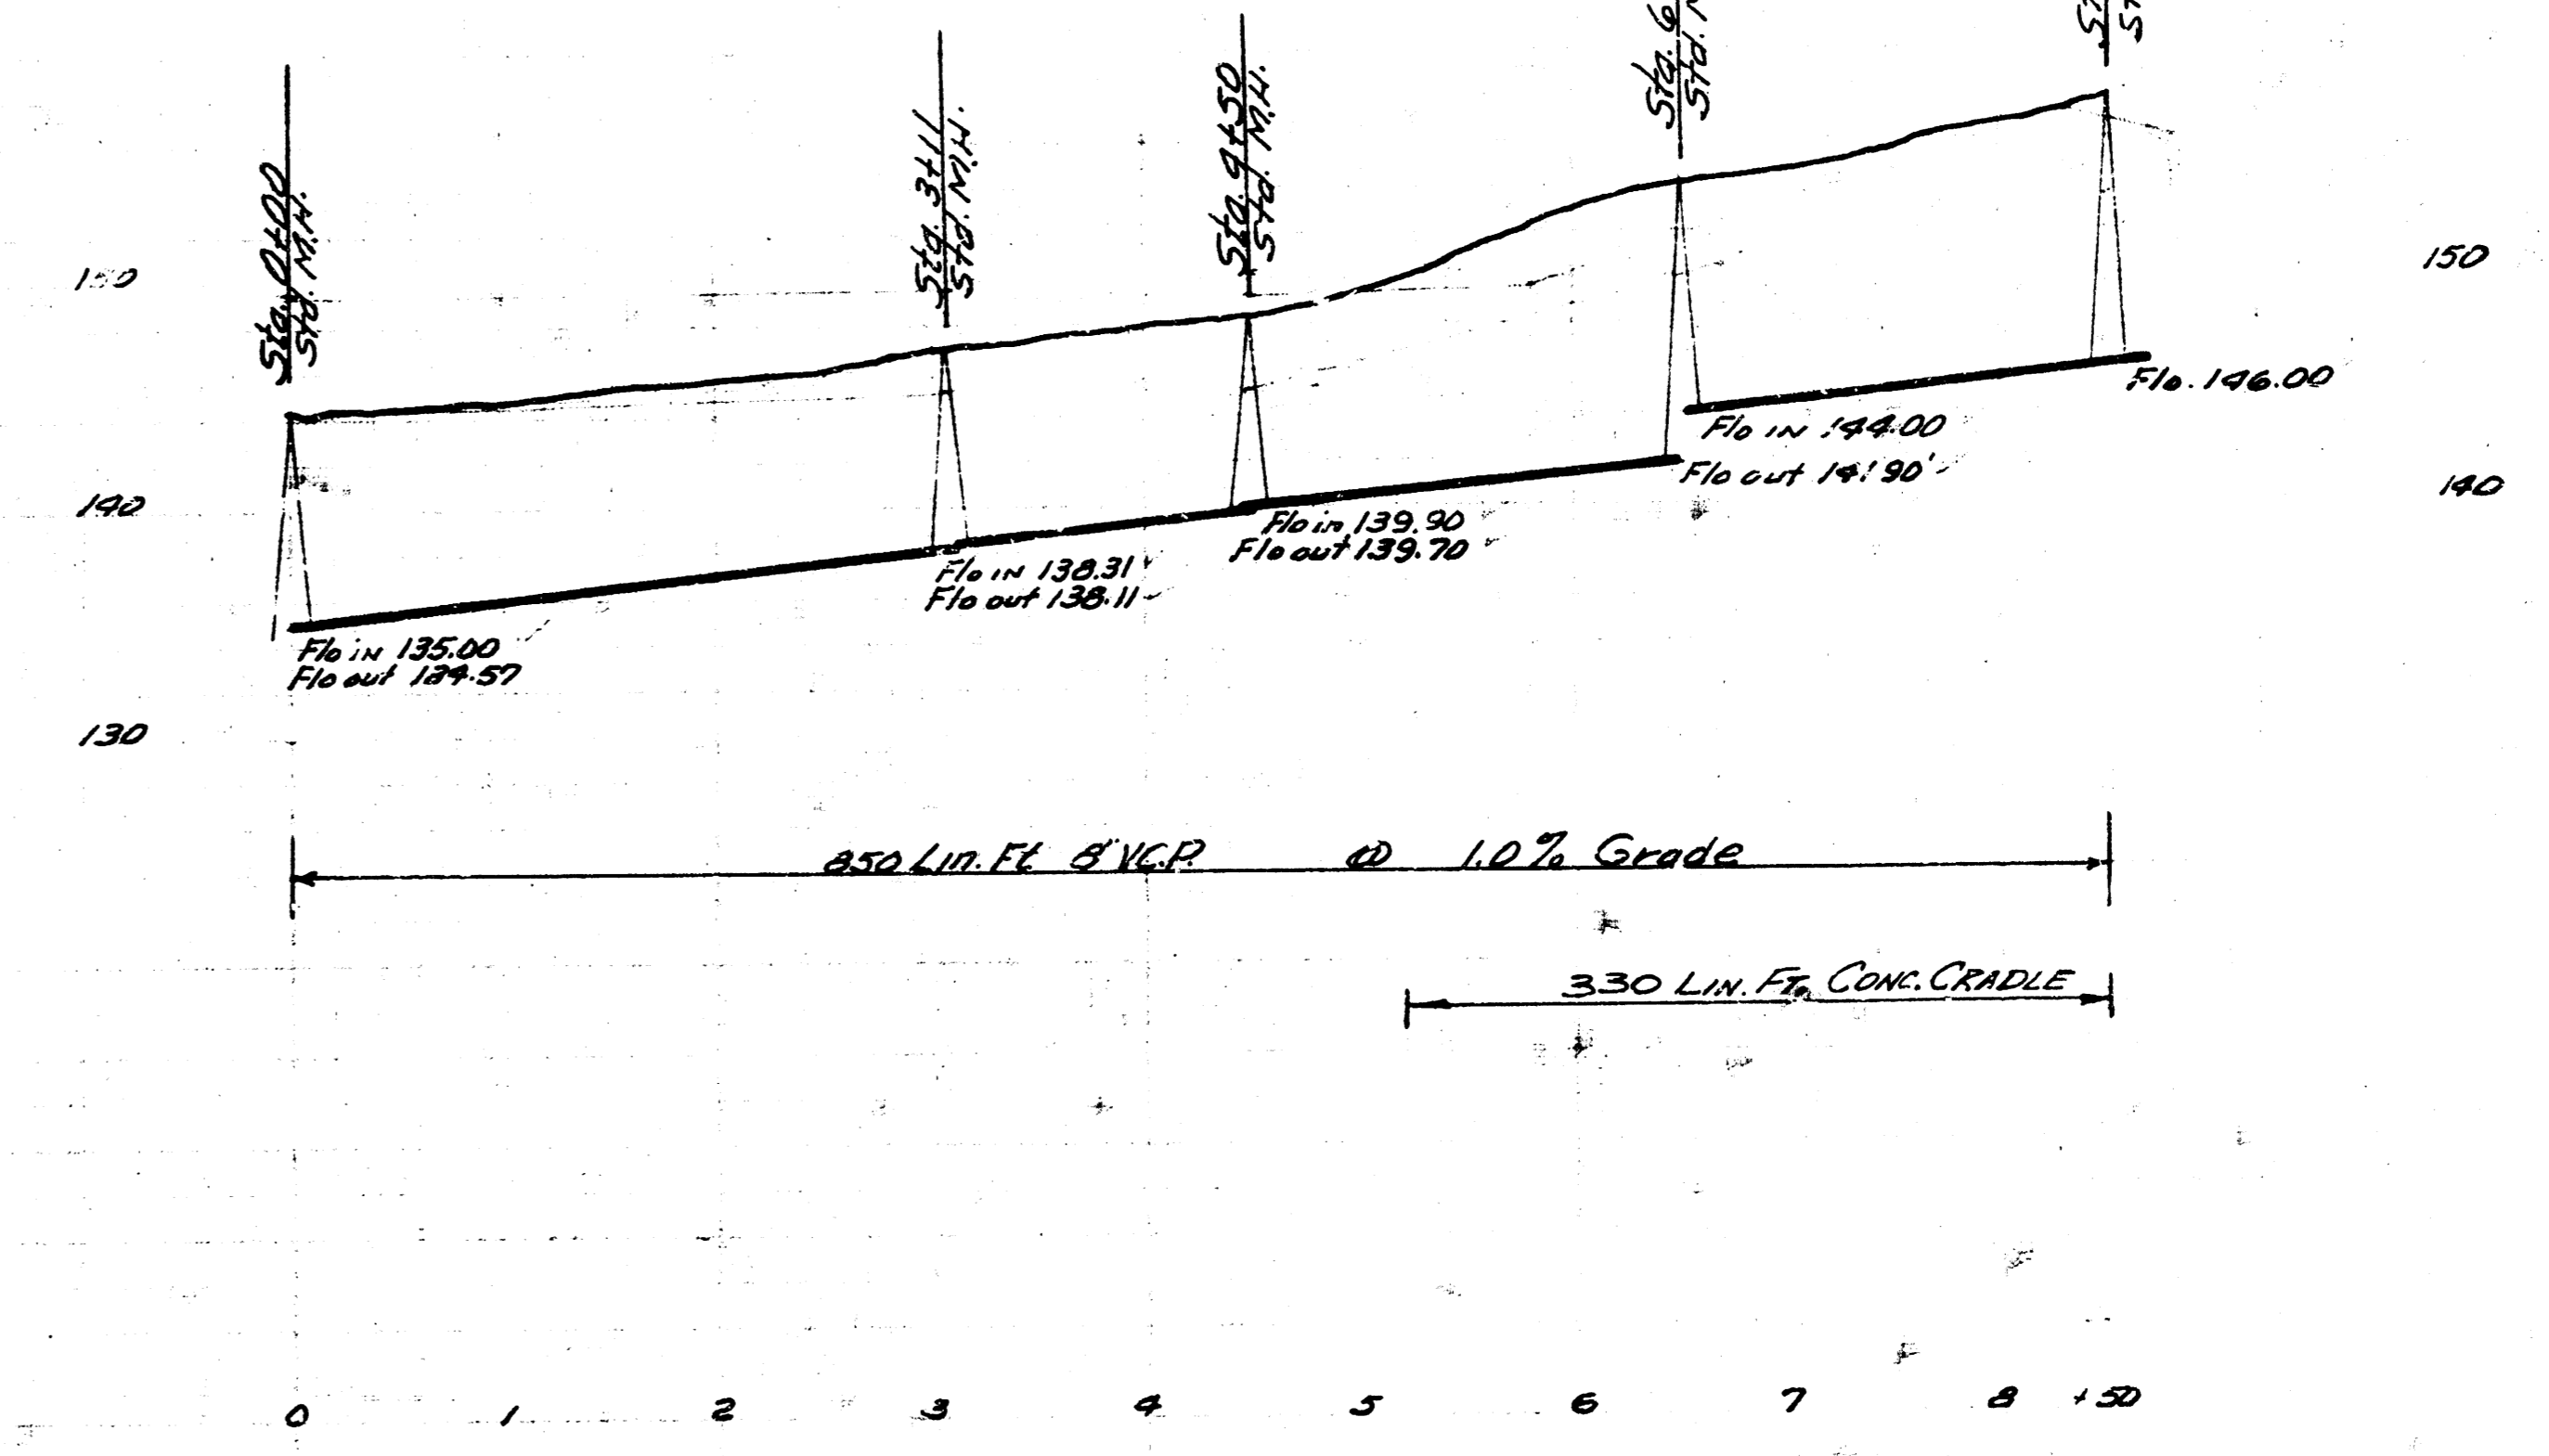 Sta. 0+00
Std. M.H.
Sta 3+11
Std. M.H.
Sta 4+50
Std M.H.
Sta. 6
Std.
150
150
140
140
130
Flo in 135.00
Flo out 134.57
Flo in 138.31
Flo out 138.11
Flo in 139.90
Flo out 139.70
Flo in 144.00
Flo out 141.90'
Flo. 146.00
850 Lin. Ft 8" V.C.P. @ 1.0% Grade
330 LIN. FT. CONC. CRADLE
0 1 2 3 4 5 6 7 8 +50